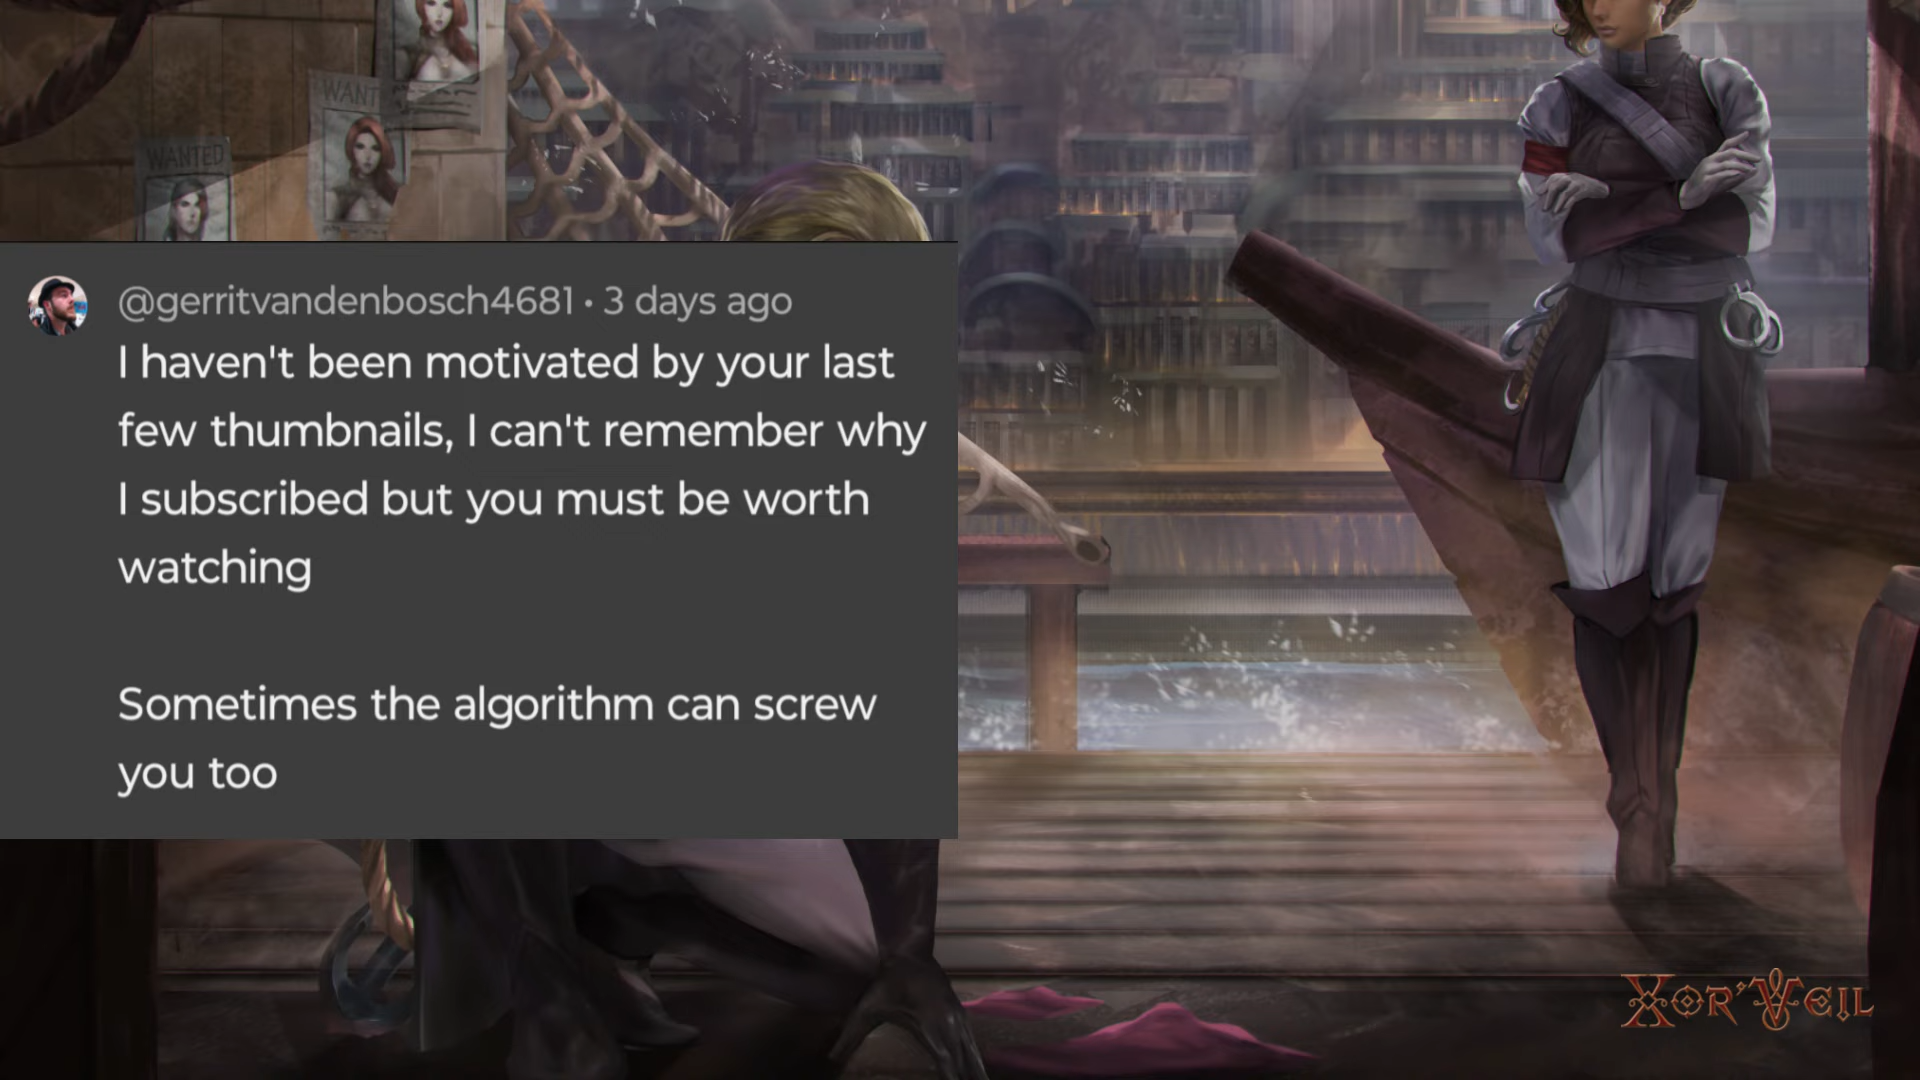 WANT
WANTED
@gerritvandenbosch4681 • 3 days ago
I haven't been motivated by your last
few thumbnails, I can't remember why
I subscribed but you must be worth
watching
Sometimes the algorithm can screw
you too
XOR'VEIL